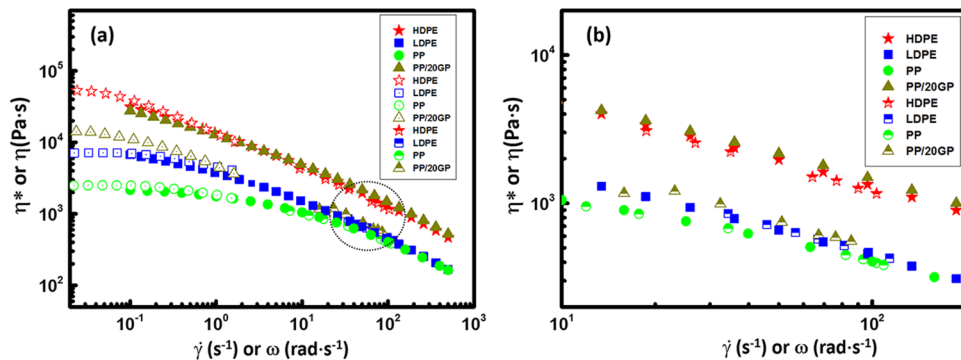 (a)
HDPE
LDPE
PP
PP/20GP
HDPE
LDPE
PP
PP/20GP
HDPE
LDPE
PP
PP/20GP
η* or η(Pa·s)
10⁵
10⁴
10³
10²
10⁻¹ 10⁰ 10¹ 10² 10³
γ̇ (s⁻¹) or ω (rad·s⁻¹)
(b)
HDPE
LDPE
PP
PP/20GP
HDPE
LDPE
PP
PP/20GP
η* or η (Pa·s)
10⁴
10³
10² 
γ̇ (s⁻¹) or ω (rad·s⁻¹)